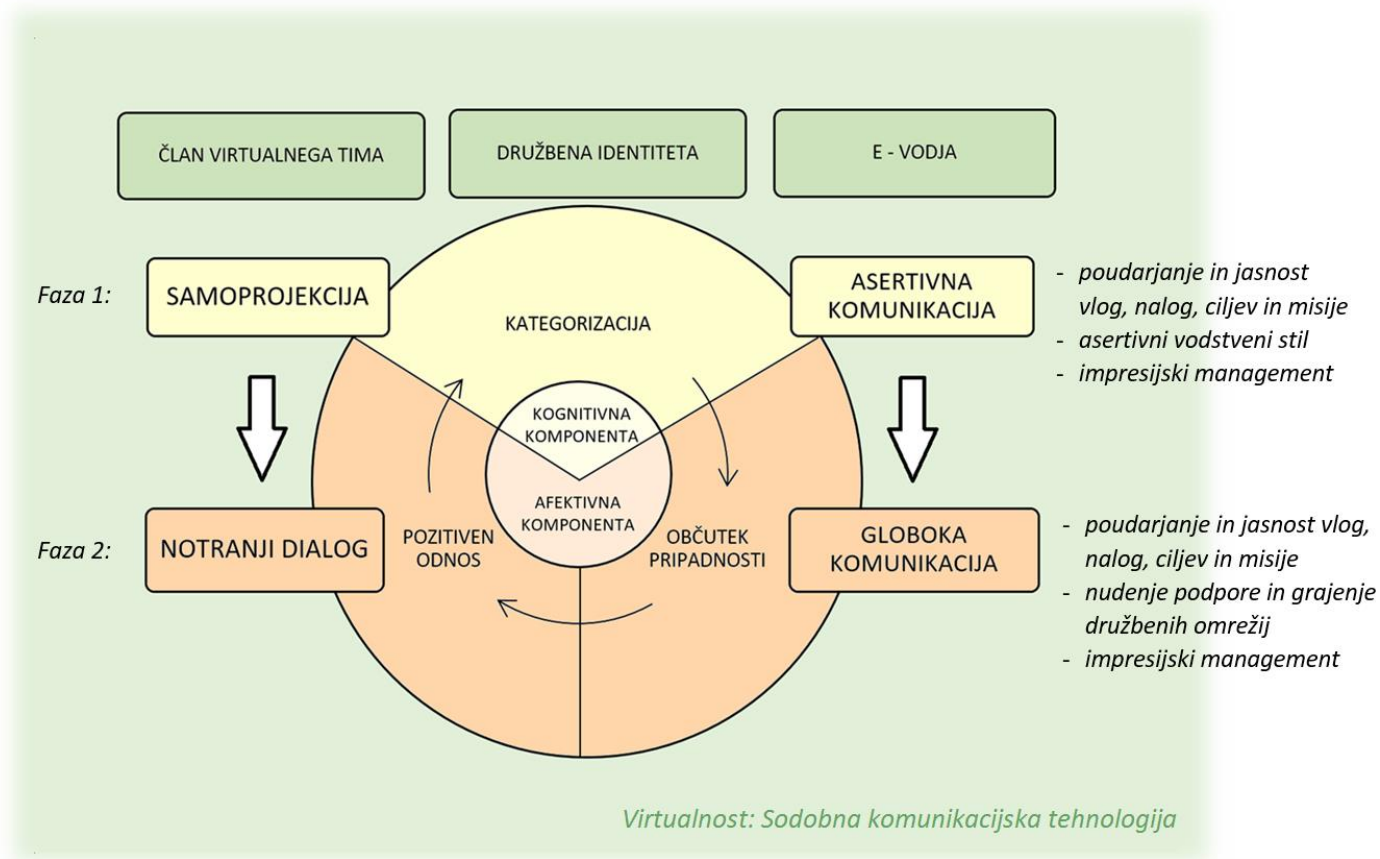 ČLAN VIRTUALNEGA TIMA
DRUŽBENA IDENTITETA
E - VODJA
Faza 1:
SAMOPROJEKCIJA
KATEGORIZACIJA
ASERTIVNA
KOMUNIKACIJA
- poudarjanje in jasnost
vlog, nalog, ciljev in misije
- asertivni vodstveni stil
- impresijski management
KOGNITIVNA
KOMPONENTA
AFEKTIVNA
KOMPONENTA
Faza 2:
NOTRANJI DIALOG
POZITIVEN
ODNOS
OBČUTEK
PRIPADNOSTI
GLOBOKA
KOMUNIKACIJA
- poudarjanje in jasnost vlog,
nalog, ciljev in misije
- nudenje podpore in grajenje
družbenih omrežij
- impresijski management
Virtualnost: Sodobna komunikacijska tehnologija